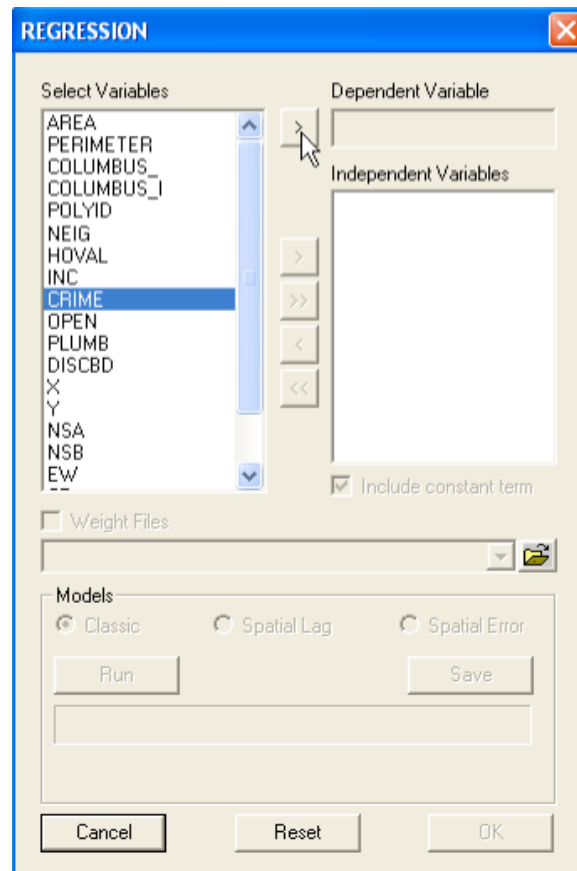 REGRESSION
Select Variables
Dependent Variable
AREA
PERIMETER
COLUMBUS_
COLUMBUS_I
POLYID
NEIG
HOVAL
INC
CRIME
OPEN
PLUMB
DISCBD
X
Y
NSA
NSB
EW
>
Independent Variables
>
>>
<
<<
Include constant term
Weight Files
Models
Classic Spatial Lag Spatial Error
Run Save
Cancel Reset OK